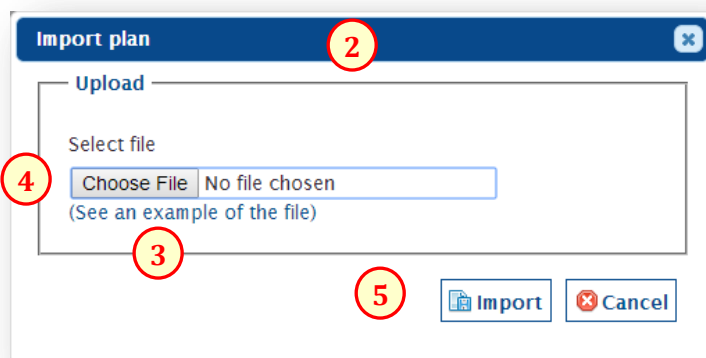 Import plan
2
Upload
Select file
4
Choose File No file chosen
(See an example of the file)
3
5
Import
Cancel